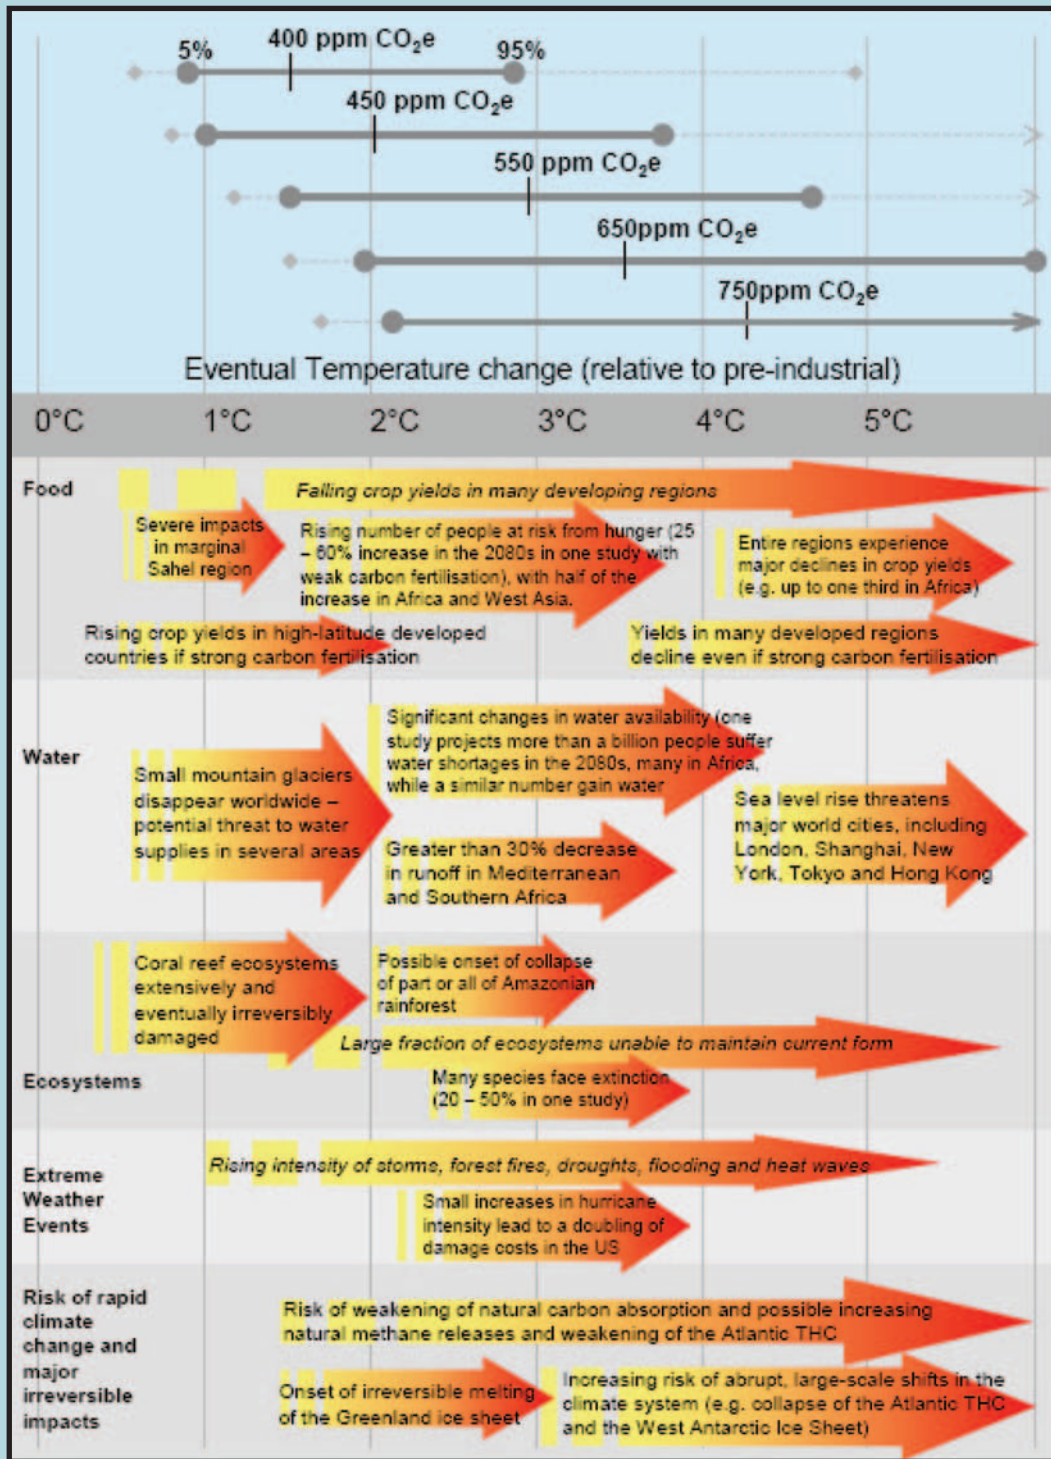 400 ppm CO₂e
5%
95%
450 ppm CO₂e
550 ppm CO₂e
650ppm CO₂e
750ppm CO₂e
Eventual Temperature change (relative to pre-industrial)
0°C 1°C 2°C 3°C 4°C 5°C
Food
Falling crop yields in many developing regions
Severe impacts
in marginal
Sahel region
Rising number of people at risk from hunger (25
– 60% increase in the 2080s in one study with
weak carbon fertilisation), with half of the
increase in Africa and West Asia.
Entire regions experience
major declines in crop yields
(e.g. up to one third in Africa)
Rising crop yields in high-latitude developed
countries if strong carbon fertilisation
Yields in many developed regions
decline even if strong carbon fertilisation
Water
Small mountain glaciers
disappear worldwide –
potential threat to water
supplies in several areas
Significant changes in water availability (one
study projects more than a billion people suffer
water shortages in the 2080s, many in Africa,
while a similar number gain water
Greater than 30% decrease
in runoff in Mediterranean
and Southern Africa
Sea level rise threatens
major world cities, including
London, Shanghai, New
York, Tokyo and Hong Kong
Ecosystems
Coral reef ecosystems
extensively and
eventually irreversibly
damaged
Possible onset of collapse
of part or all of Amazonian
rainforest
Large fraction of ecosystems unable to maintain current form
Many species face extinction
(20 – 50% in one study)
Extreme
Weather
Events
Rising intensity of storms, forest fires, droughts, flooding and heat waves
Small increases in hurricane
intensity lead to a doubling of
damage costs in the US
Risk of rapid
climate
change and
major
irreversible
impacts
Risk of weakening of natural carbon absorption and possible increasing
natural methane releases and weakening of the Atlantic THC
Onset of irreversible melting
of the Greenland ice sheet
Increasing risk of abrupt, large-scale shifts in the
climate system (e.g. collapse of the Atlantic THC
and the West Antarctic Ice Sheet)